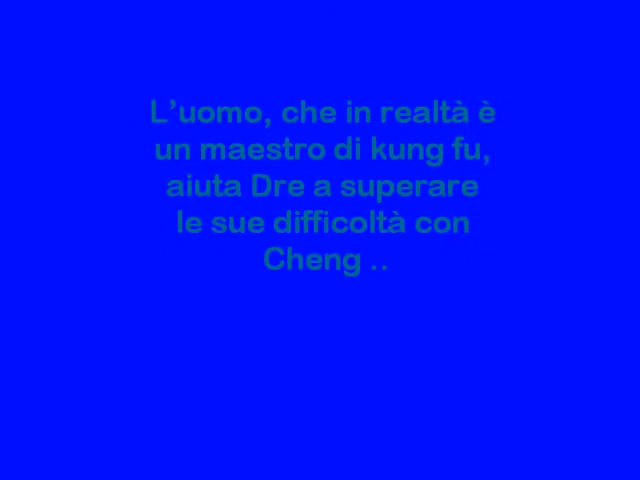 L’uomo, che in realtà è
un maestro di kung fu,
aiuta Dre a superare
le sue difficoltà con
Cheng ..